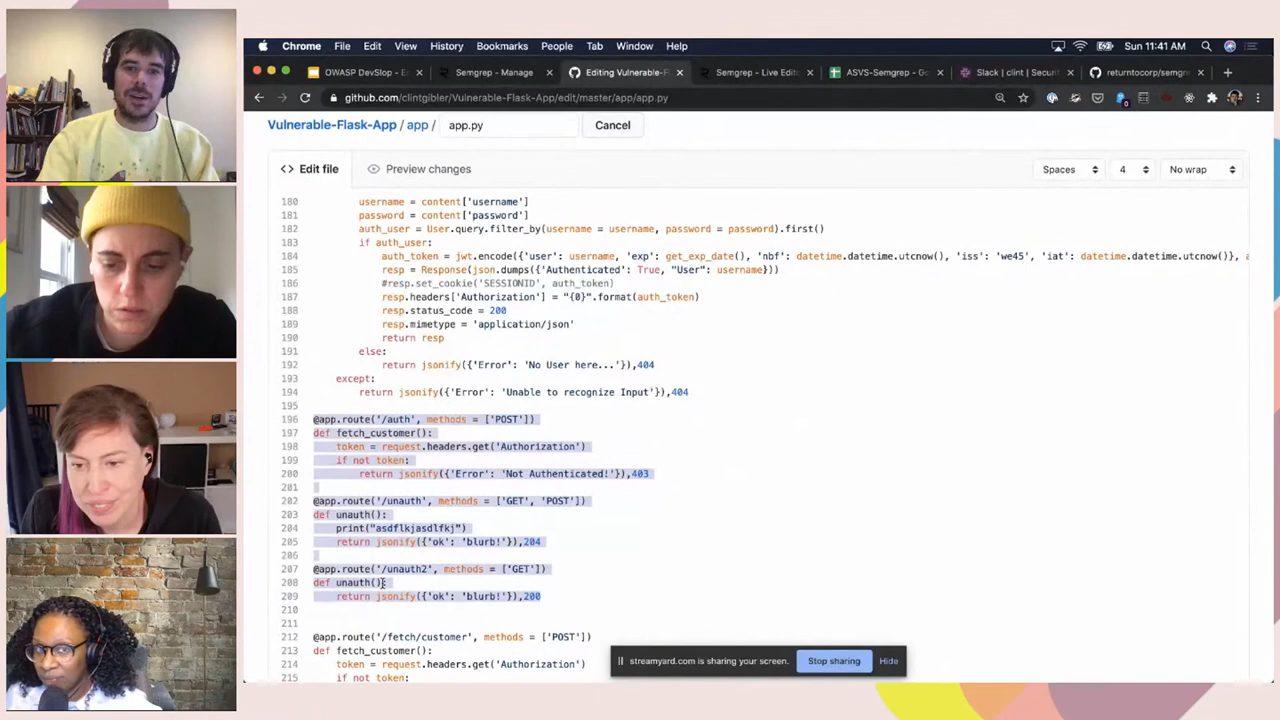 Chrome File Edit View History Bookmarks People Tab Window Help Sun 11:41 AM
OWASP DevSlop - E Semgrep - Manage Editing Vulnerable-Fl Semgrep - Live Edi ASVS-Semgrep - G Slack | clint | Securi returntocorp/semgre
github.com/clintgibler/Vulnerable-Flask-App/edit/master/app/app.py
Vulnerable-Flask-App / app / app.py Cancel
Edit file Preview changes Spaces 4 No wrap
180 username = content['username']
181 password = content['password']
182 auth_user = User.query.filter_by(username = username, password = password).first()
183 if auth_user:
184 auth_token = jwt.encode({'user': username, 'exp': get_exp_date(), 'nbf': datetime.datetime.utcnow(), 'iss': 'we45', 'iat': datetime.datetime.utcnow()},
185 resp = Response(json.dumps({'Authenticated': True, "User": username}))
186 #resp.set_cookie('SESSIONID', auth_token)
187 resp.headers['Authorization'] = "{0}".format(auth_token)
188 resp.status_code = 200
189 resp.mimetype = 'application/json'
190 return resp
191 else:
192 return jsonify({'Error': 'No User here...'}),404
193 except:
194 return jsonify({'Error': 'Unable to recognize Input'}),404
195
196 @app.route('/auth', methods = ['POST'])
197 def fetch_customer():
198 token = request.headers.get('Authorization')
199 if not token:
200 return jsonify({'Error': 'Not Authenticated!'}),403
201
202 @app.route('/unauth', methods = ['GET', 'POST'])
203 def unauth():
204 print("asdflkjasdlfkj")
205 return jsonify({'ok': 'blurb!'}),204
206
207 @app.route('/unauth2', methods = ['GET'])
208 def unauth():
209 return jsonify({'ok': 'blurb!'}),200
210
212 @app.route('/fetch/customer', methods = ['POST'])
213 def fetch_customer():
214 token = request.headers.get('Authorization')
215 if not token:
streamyard.com is sharing your screen. Stop sharing Hide